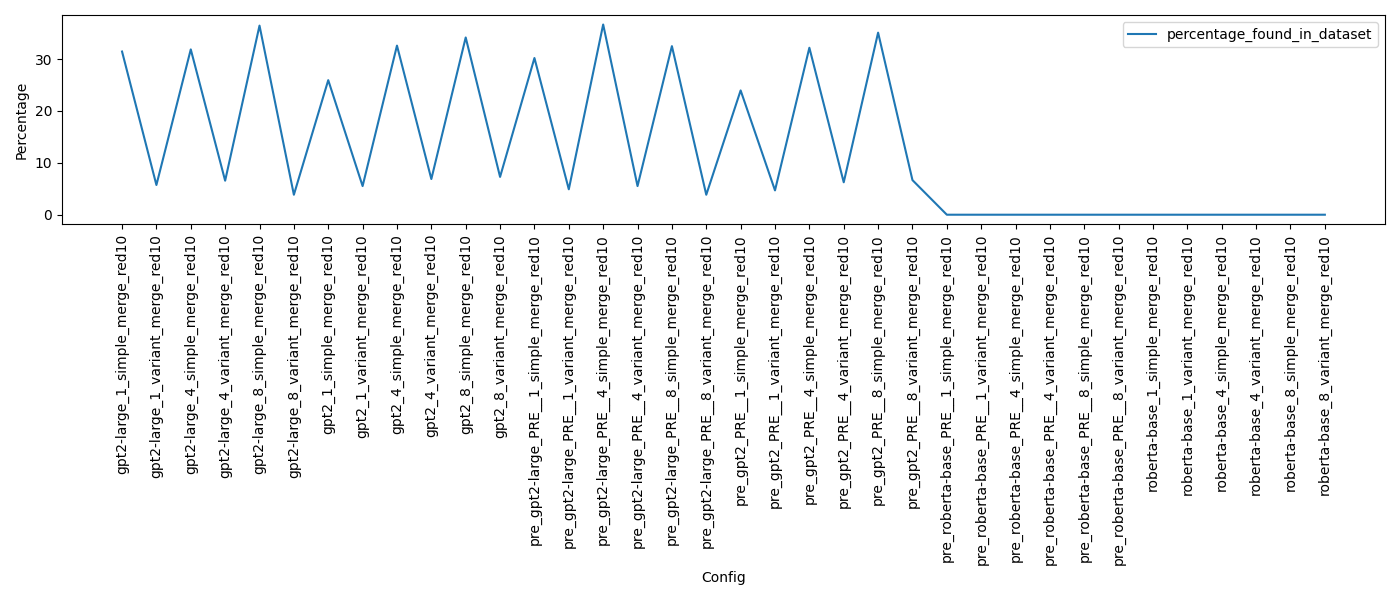 percentage_found_in_dataset
Percentage
30
20
10
0
gpt2-large_1_simple_merge_red10
gpt2-large_1_variant_merge_red10
gpt2-large_4_simple_merge_red10
gpt2-large_4_variant_merge_red10
gpt2-large_8_simple_merge_red10
gpt2-large_8_variant_merge_red10
gpt2_1_simple_merge_red10
gpt2_1_variant_merge_red10
gpt2_4_simple_merge_red10
gpt2_4_variant_merge_red10
gpt2_8_simple_merge_red10
gpt2_8_variant_merge_red10
pre_gpt2-large_PRE__1_simple_merge_red10
pre_gpt2-large_PRE__1_variant_merge_red10
pre_gpt2-large_PRE__4_simple_merge_red10
pre_gpt2-large_PRE__4_variant_merge_red10
pre_gpt2-large_PRE__8_simple_merge_red10
pre_gpt2-large_PRE__8_variant_merge_red10
pre_gpt2_PRE__1_simple_merge_red10
pre_gpt2_PRE__1_variant_merge_red10
pre_gpt2_PRE__4_simple_merge_red10
pre_gpt2_PRE__4_variant_merge_red10
pre_gpt2_PRE__8_simple_merge_red10
pre_gpt2_PRE__8_variant_merge_red10
pre_roberta-base_PRE__1_simple_merge_red10
pre_roberta-base_PRE__1_variant_merge_red10
pre_roberta-base_PRE__4_simple_merge_red10
pre_roberta-base_PRE__4_variant_merge_red10
pre_roberta-base_PRE__8_simple_merge_red10
pre_roberta-base_PRE__8_variant_merge_red10
roberta-base_1_simple_merge_red10
roberta-base_1_variant_merge_red10
roberta-base_4_simple_merge_red10
roberta-base_4_variant_merge_red10
roberta-base_8_simple_merge_red10
roberta-base_8_variant_merge_red10
Config